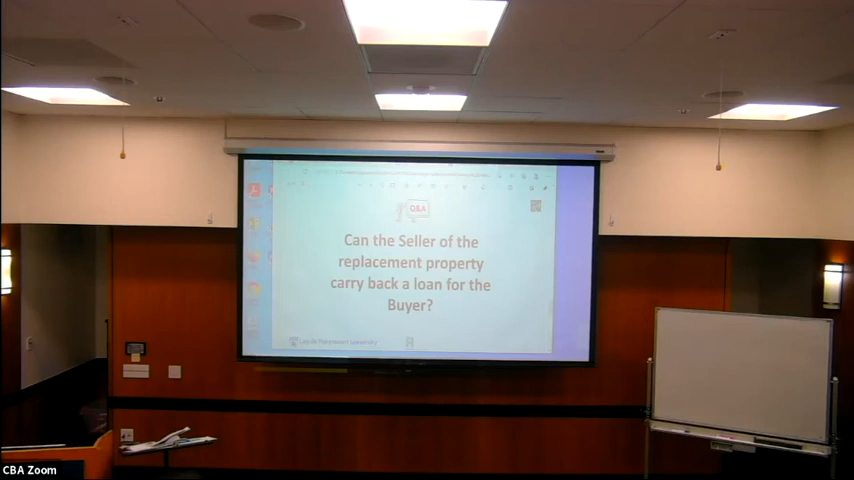 Q&A
Can the Seller of the
replacement property
carry back a loan for the
Buyer?
Loyola Marymount University
CBA Zoom